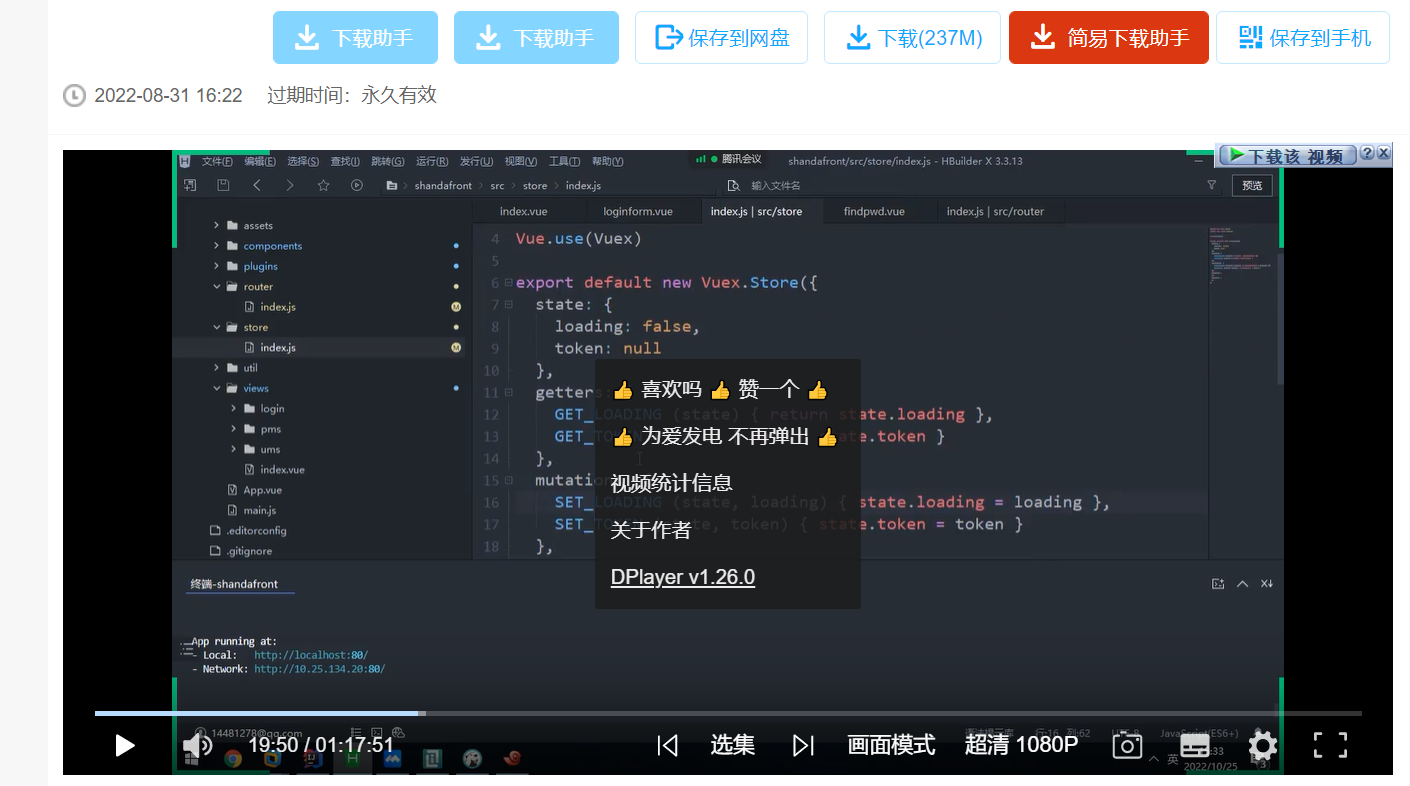 下载助手
下载助手
保存到网盘
下载(237M)
简易下载助手
保存到手机
2022-08-31 16:22 过期时间：永久有效
下载该 视频
文件(F) 编辑(E) 选择(S) 查找(I) 跳转(G) 运行(R) 发行(U) 视图(V) 工具(T) 帮助(Y)
腾讯会议
shandafront/src/store/index.js - HBuilder X 3.3.13
shandafront
src
store
index.js
输入文件名
预览
index.vue
loginform.vue
index.js | src/store
findpwd.vue
index.js | src/router
assets
components
plugins
router
index.js
store
index.js
util
views
login
pms
ums
index.vue
App.vue
main.js
.editorconfig
.gitignore
4 Vue.use(Vuex)
5
6 export default new Vuex.Store({
7 state: {
8 loading: false,
9 token: null
10 },
11 getters
12 GET_LOADING (state) { return state.loading },
13 GET_ te.token }
14 },
15 mutati
16 SET_LOADING (state, loading) { state.loading = loading },
17 SET_ te, token) { state.token = token }
18 },
👍 喜欢吗 👍 赞一个 👍
👍 为爱发电 不再弹出 👍
视频统计信息
关于作者
DPlayer v1.26.0
终端-shandafront
App running at:
- Local: http://localhost:80/
- Network: http://10.25.134.20:80/
14481278@qq.com
行:16 列:62
UTF-8
JavaScript(ES6+)
19:50 / 01:17:51
选集
画面模式
超清 1080P
英
2022/10/25